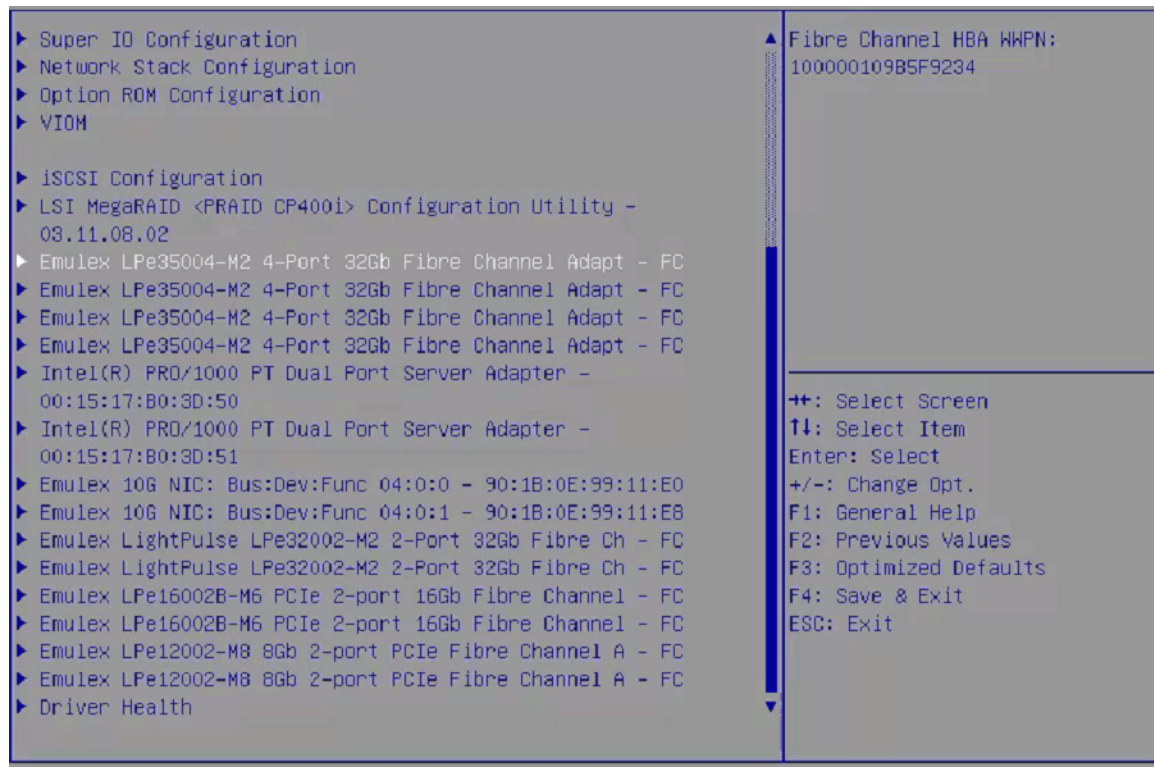 Super IO Configuration
Network Stack Configuration
Option ROM Configuration
VIOM
iSCSI Configuration
LSI MegaRAID <PRAID CP400i> Configuration Utility -
03.11.08.02
Emulex LPe35004-M2 4-Port 32Gb Fibre Channel Adapt - FC
Emulex LPe35004-M2 4-Port 32Gb Fibre Channel Adapt - FC
Emulex LPe35004-M2 4-Port 32Gb Fibre Channel Adapt - FC
Emulex LPe35004-M2 4-Port 32Gb Fibre Channel Adapt - FC
Intel(R) PRO/1000 PT Dual Port Server Adapter -
00:15:17:B0:3D:50
Intel(R) PRO/1000 PT Dual Port Server Adapter -
00:15:17:B0:3D:51
Emulex 10G NIC: Bus:Dev:Func 04:0:0 - 90:1B:0E:99:11:E0
Emulex 10G NIC: Bus:Dev:Func 04:0:1 - 90:1B:0E:99:11:E8
Emulex LightPulse LPe32002-M2 2-Port 32Gb Fibre Ch - FC
Emulex LightPulse LPe32002-M2 2-Port 32Gb Fibre Ch - FC
Emulex LPe16002B-M6 PCIe 2-port 16Gb Fibre Channel - FC
Emulex LPe16002B-M6 PCIe 2-port 16Gb Fibre Channel - FC
Emulex LPe12002-M8 8Gb 2-port PCIe Fibre Channel A - FC
Emulex LPe12002-M8 8Gb 2-port PCIe Fibre Channel A - FC
Driver Health
Fibre Channel HBA WWPN:
100000109B5F9234
→←: Select Screen
↑↓: Select Item
Enter: Select
+/-: Change Opt.
F1: General Help
F2: Previous Values
F3: Optimized Defaults
F4: Save & Exit
ESC: Exit